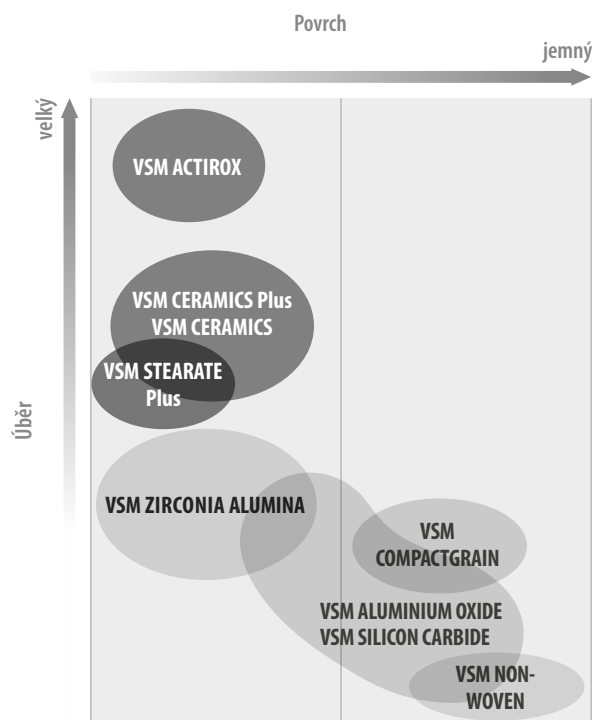 Povrch
jemný
velký
Úběr
VSM ACTIROX
VSM CERAMICS Plus
VSM CERAMICS
VSM STEARATE
Plus
VSM ZIRCONIA ALUMINA
VSM
COMPACTGRAIN
VSM ALUMINIUM OXIDE
VSM SILICON CARBIDE
VSM NON-
WOVEN